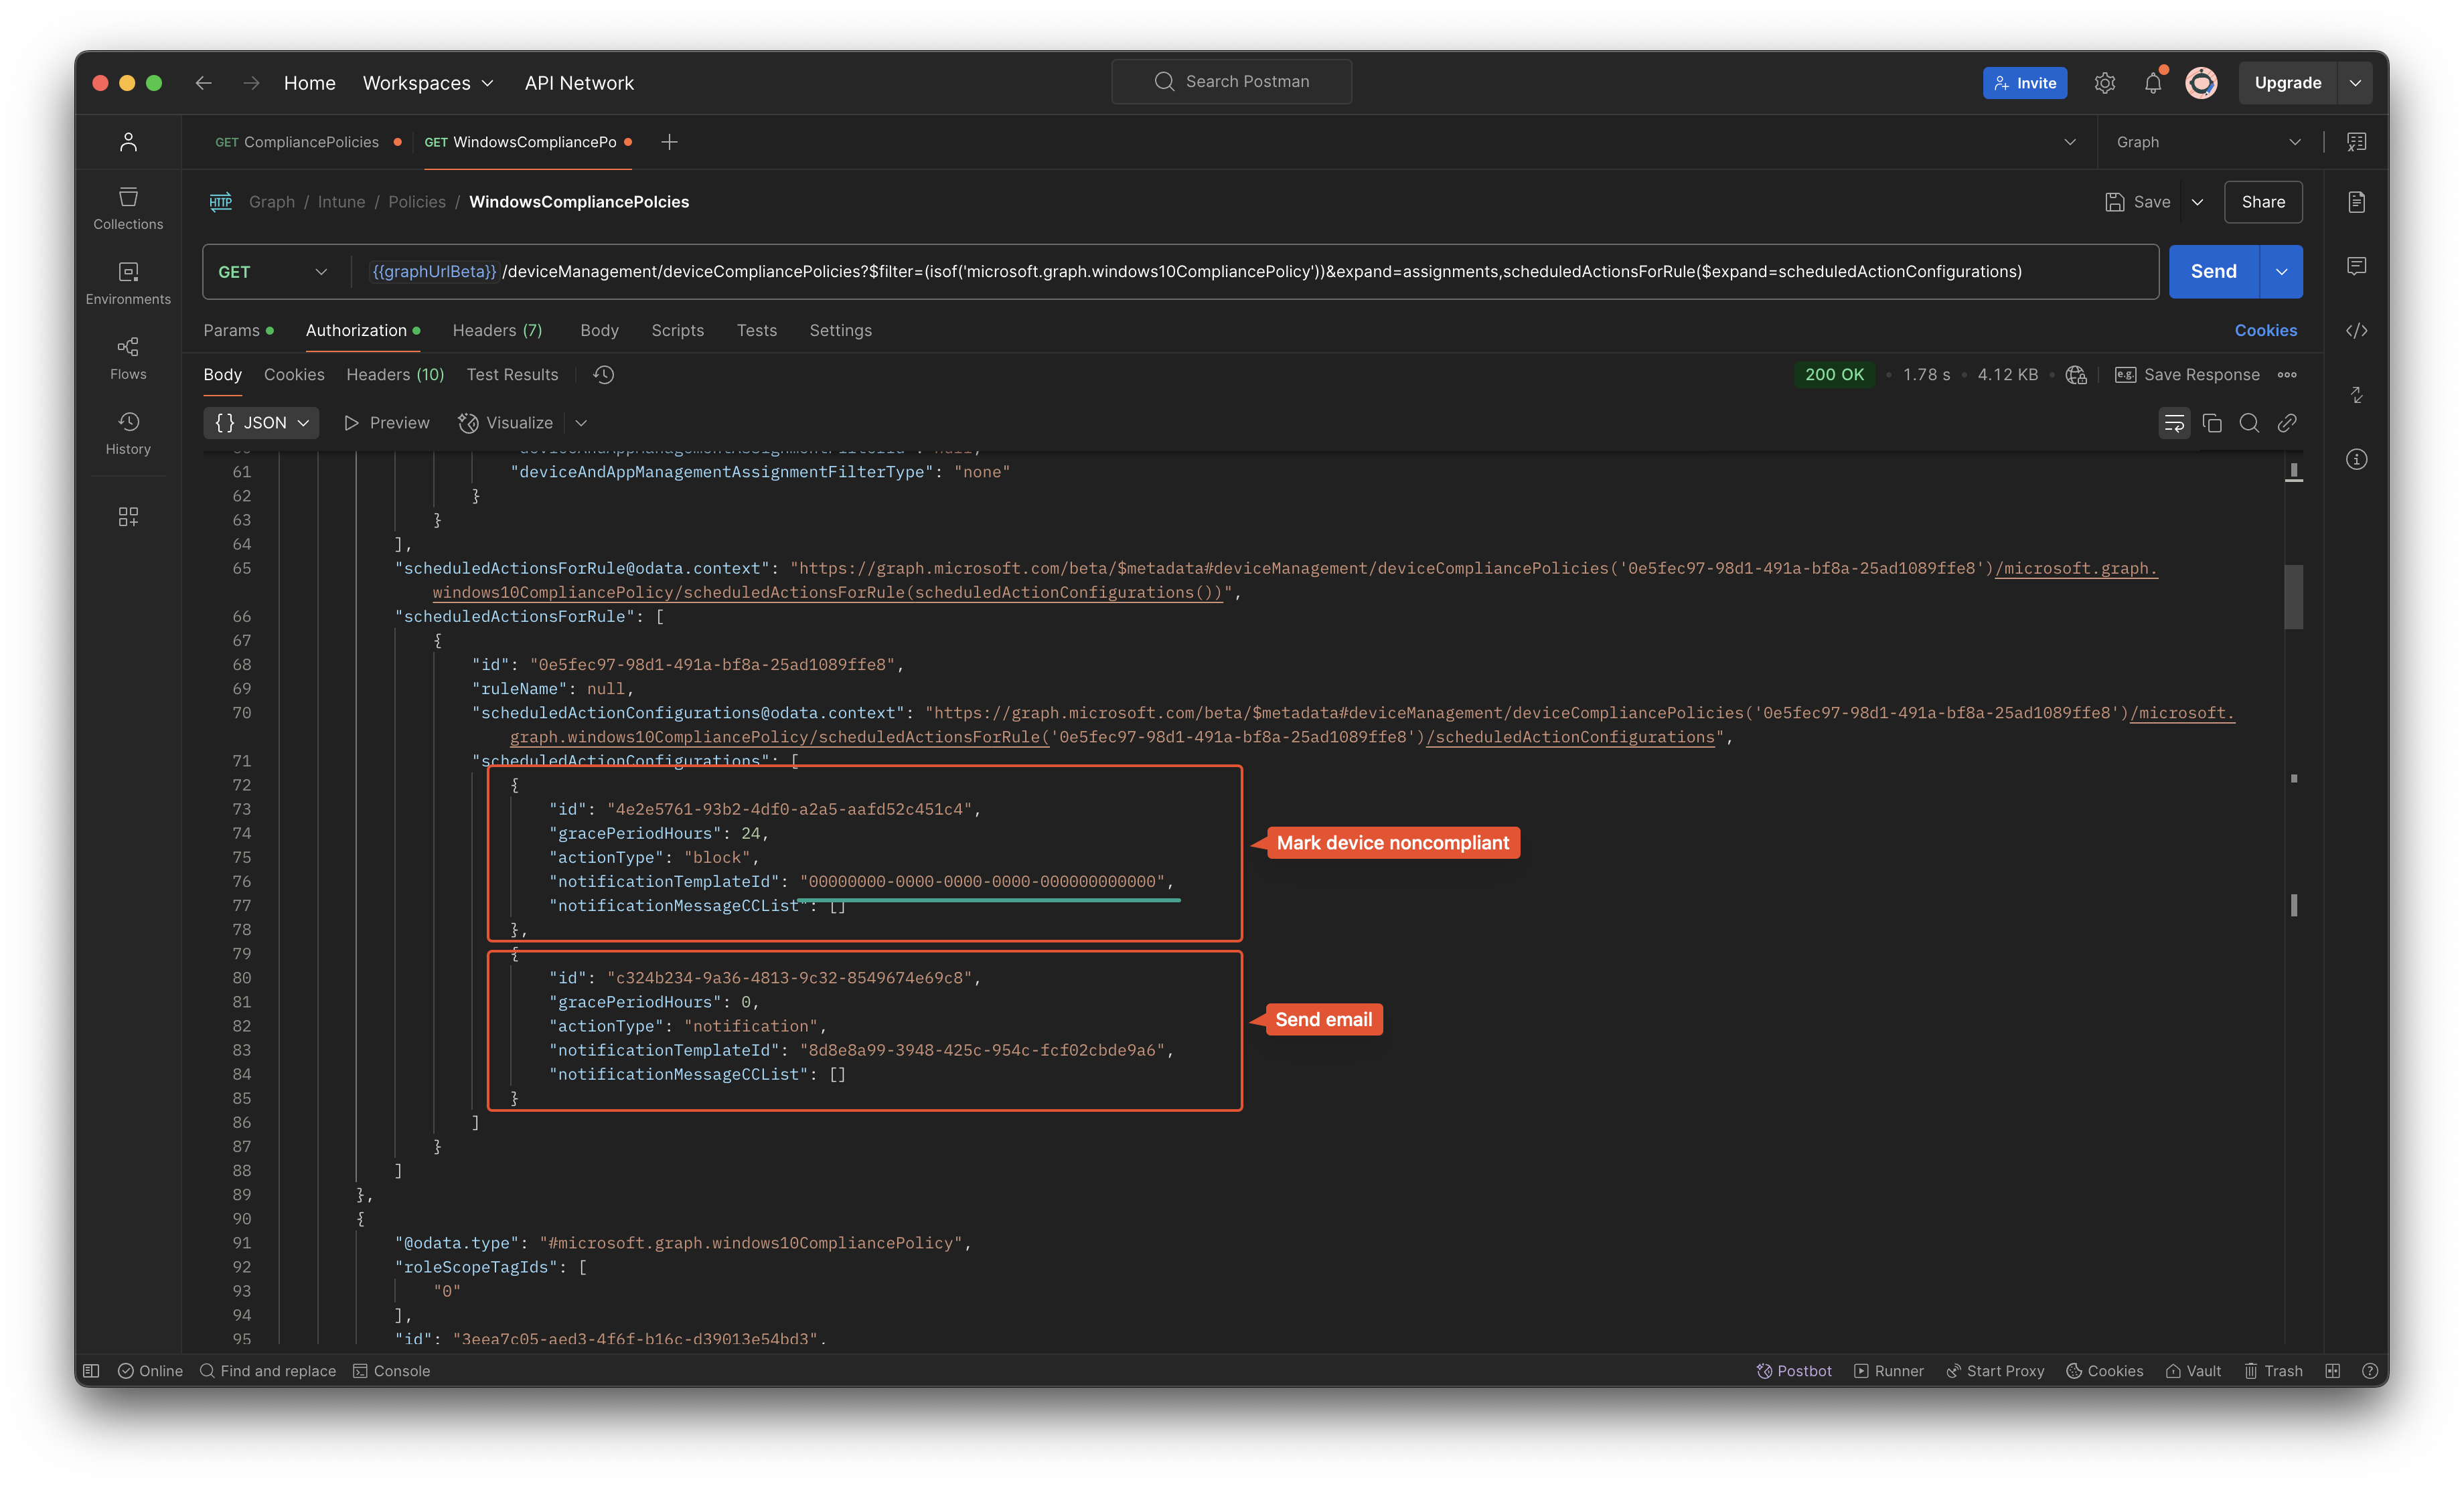 Home Workspaces API Network Search Postman Invite Upgrade
GET CompliancePolicies GET WindowsCompliancePo Graph
HTTP Graph / Intune / Policies / WindowsCompliancePolcies Save Share
GET {{graphUrlBeta}} /deviceManagement/deviceCompliancePolicies?$filter=(isof('microsoft.graph.windows10CompliancePolicy'))&expand=assignments,scheduledActionsForRule($expand=scheduledActionConfigurations) Send
Collections
Environments
Flows
History
Params Authorization Headers (7) Body Scripts Tests Settings Cookies
Body Cookies Headers (10) Test Results 200 OK 1.78 s 4.12 KB e.g. Save Response
{} JSON Preview Visualize
61 "deviceAndAppManagementAssignmentFilterType": "none"
62 }
63 }
64 ],
65 "scheduledActionsForRule@odata.context": "https://graph.microsoft.com/beta/$metadata#deviceManagement/deviceCompliancePolicies('0e5fec97-98d1-491a-bf8a-25ad1089ffe8')/microsoft.graph.
windows10CompliancePolicy/scheduledActionsForRule(scheduledActionConfigurations())",
66 "scheduledActionsForRule": [
67 {
68 "id": "0e5fec97-98d1-491a-bf8a-25ad1089ffe8",
69 "ruleName": null,
70 "scheduledActionConfigurations@odata.context": "https://graph.microsoft.com/beta/$metadata#deviceManagement/deviceCompliancePolicies('0e5fec97-98d1-491a-bf8a-25ad1089ffe8')/microsoft.
graph.windows10CompliancePolicy/scheduledActionsForRule('0e5fec97-98d1-491a-bf8a-25ad1089ffe8')/scheduledActionConfigurations",
71 "scheduledActionConfigurations": [
72 {
73 "id": "4e2e5761-93b2-4df0-a2a5-aafd52c451c4",
74 "gracePeriodHours": 24,
75 "actionType": "block",
76 "notificationTemplateId": "00000000-0000-0000-0000-000000000000",
77 "notificationMessageCCList": []
78 },
Mark device noncompliant
79 {
80 "id": "c324b234-9a36-4813-9c32-8549674e69c8",
81 "gracePeriodHours": 0,
82 "actionType": "notification",
83 "notificationTemplateId": "8d8e8a99-3948-425c-954c-fcf02cbde9a6",
84 "notificationMessageCCList": []
85 }
Send email
86 ]
87 }
88 ]
89 },
90 {
91 "@odata.type": "#microsoft.graph.windows10CompliancePolicy",
92 "roleScopeTagIds": [
93 "0"
94 ],
95 "id": "3eea7c05-aed3-4f6f-b16c-d39013e54bd3",
Online Find and replace Console Postbot Runner Start Proxy Cookies Vault Trash